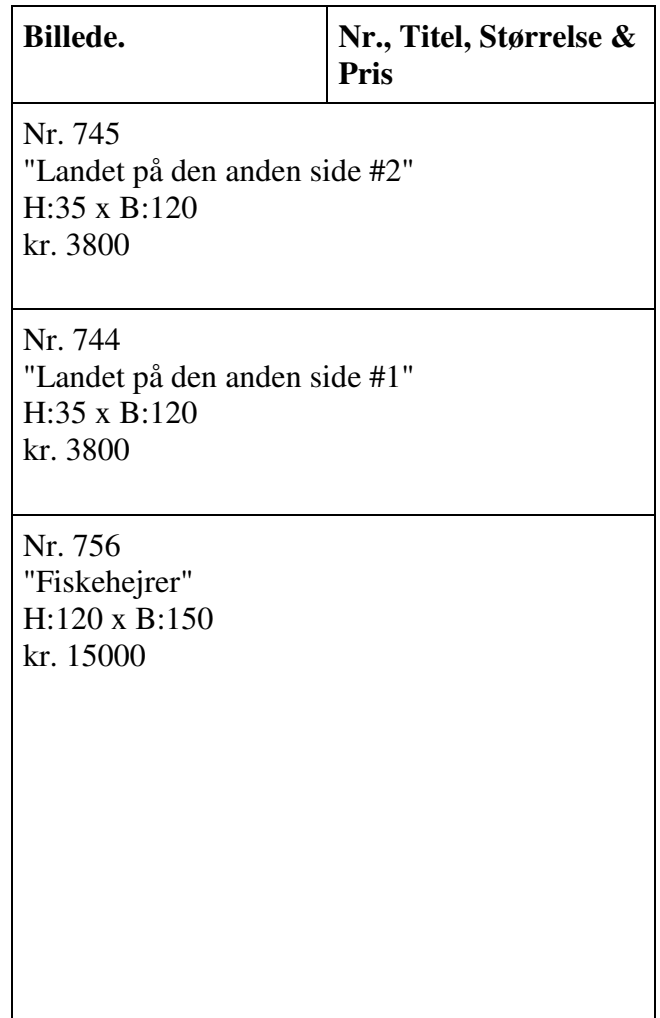 Billede.
Nr., Titel, Størrelse &
Pris
Nr. 745
"Landet på den anden side #2"
H:35 x B:120
kr. 3800
Nr. 744
"Landet på den anden side #1"
H:35 x B:120
kr. 3800
Nr. 756
"Fiskehejrer"
H:120 x B:150
kr. 15000